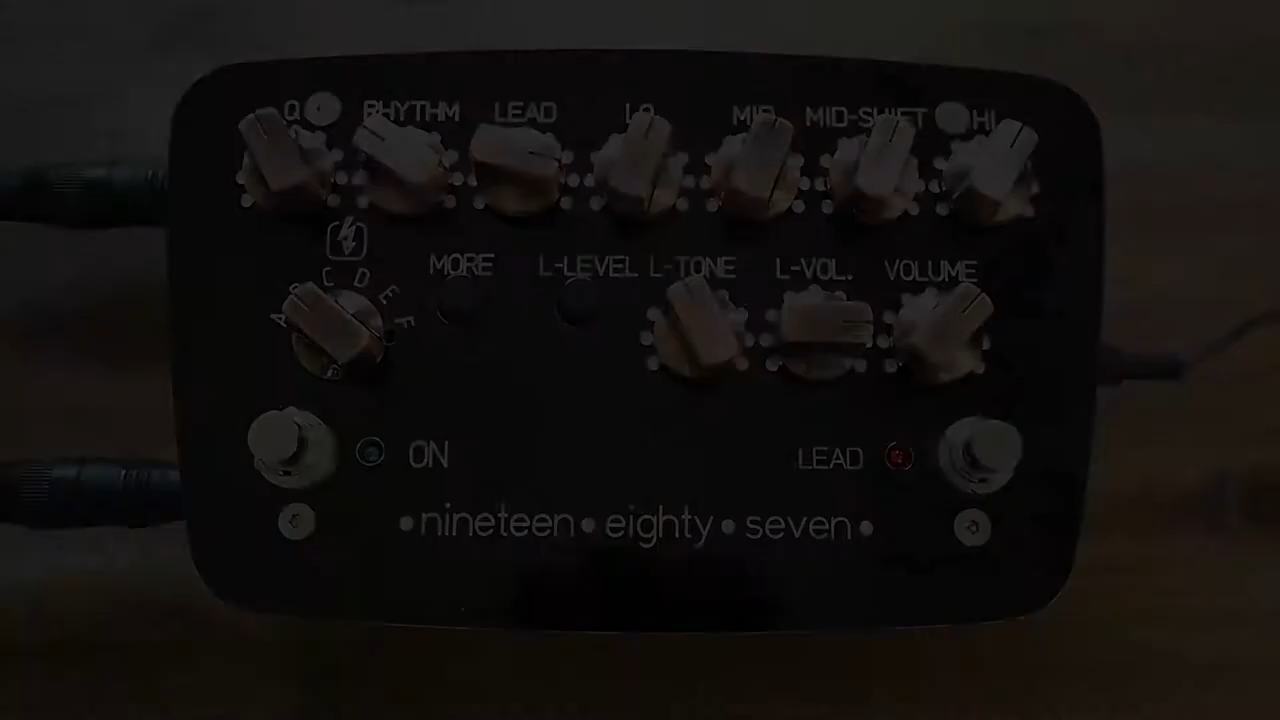 Q RHYTHM LEAD LO MID MID-SHIFT HI
MORE L-LEVEL L-TONE L-VOL. VOLUME
A B C D E F
ON LEAD
•nineteen•eighty•seven•